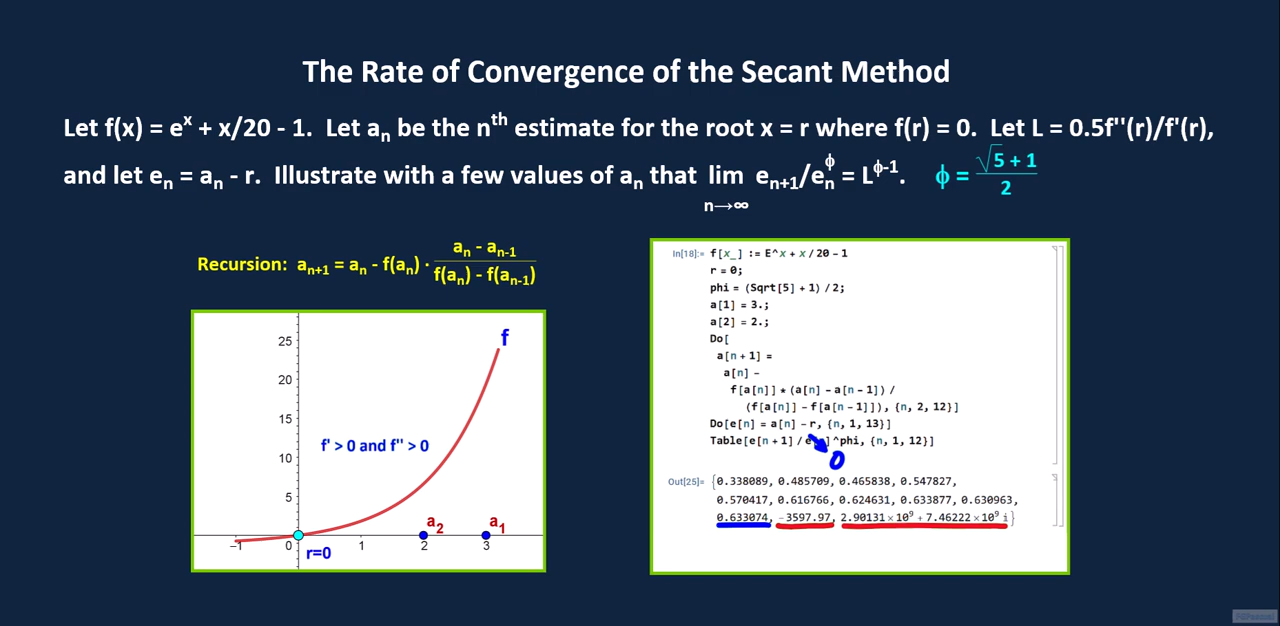 The Rate of Convergence of the Secant Method
Let f(x) = e^x + x/20 - 1. Let a_n be the n^th estimate for the root x = r where f(r) = 0. Let L = 0.5f''(r)/f'(r),
and let e_n = a_n - r. Illustrate with a few values of a_n that lim e_{n+1}/e_n^ϕ = L^{ϕ-1}. ϕ = (√5 + 1)/2
n→∞
Recursion: a_{n+1} = a_n - f(a_n) · (a_n - a_{n-1})/(f(a_n) - f(a_{n-1}))
25
20
15
10
5
-1
0
1
2
3
f
f' > 0 and f'' > 0
a_2
a_1
r=0
In[18]:= f[x_] := E^x + x / 20 - 1
r = 0;
phi = (Sqrt[5] + 1) / 2;
a[1] = 3.;
a[2] = 2.;
Do[
a[n + 1] =
a[n] -
f[a[n]] * (a[n] - a[n - 1]) /
(f[a[n]] - f[a[n - 1]]), {n, 2, 12}]
Do[e[n] = a[n] - r, {n, 1, 13}]
Table[e[n + 1] / e[n]^phi, {n, 1, 12}]
0
Out[25]= {0.338089, 0.485709, 0.465838, 0.547827,
0.570417, 0.616766, 0.624631, 0.633877, 0.630963,
0.633074, -3597.97, 2.90131×10^9 + 7.46222×10^9 i}